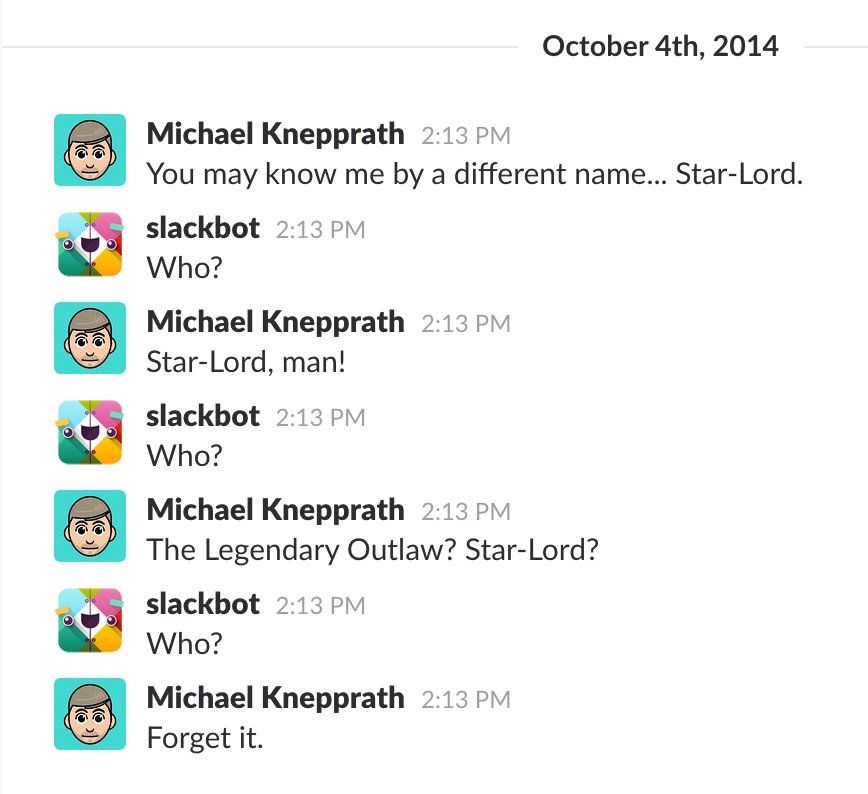 October 4th, 2014
Michael Knepprath 2:13 PM
You may know me by a different name... Star-Lord.
slackbot 2:13 PM
Who?
Michael Knepprath 2:13 PM
Star-Lord, man!
slackbot 2:13 PM
Who?
Michael Knepprath 2:13 PM
The Legendary Outlaw? Star-Lord?
slackbot 2:13 PM
Who?
Michael Knepprath 2:13 PM
Forget it.